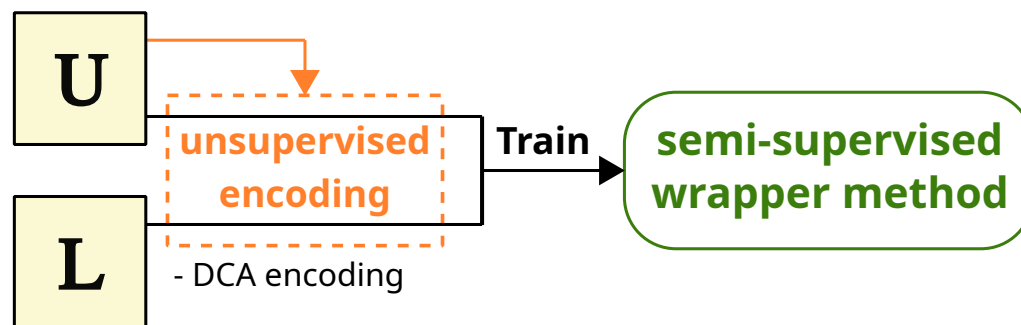 U
unsupervised
encoding
Train
semi-supervised
wrapper method
L
- DCA encoding